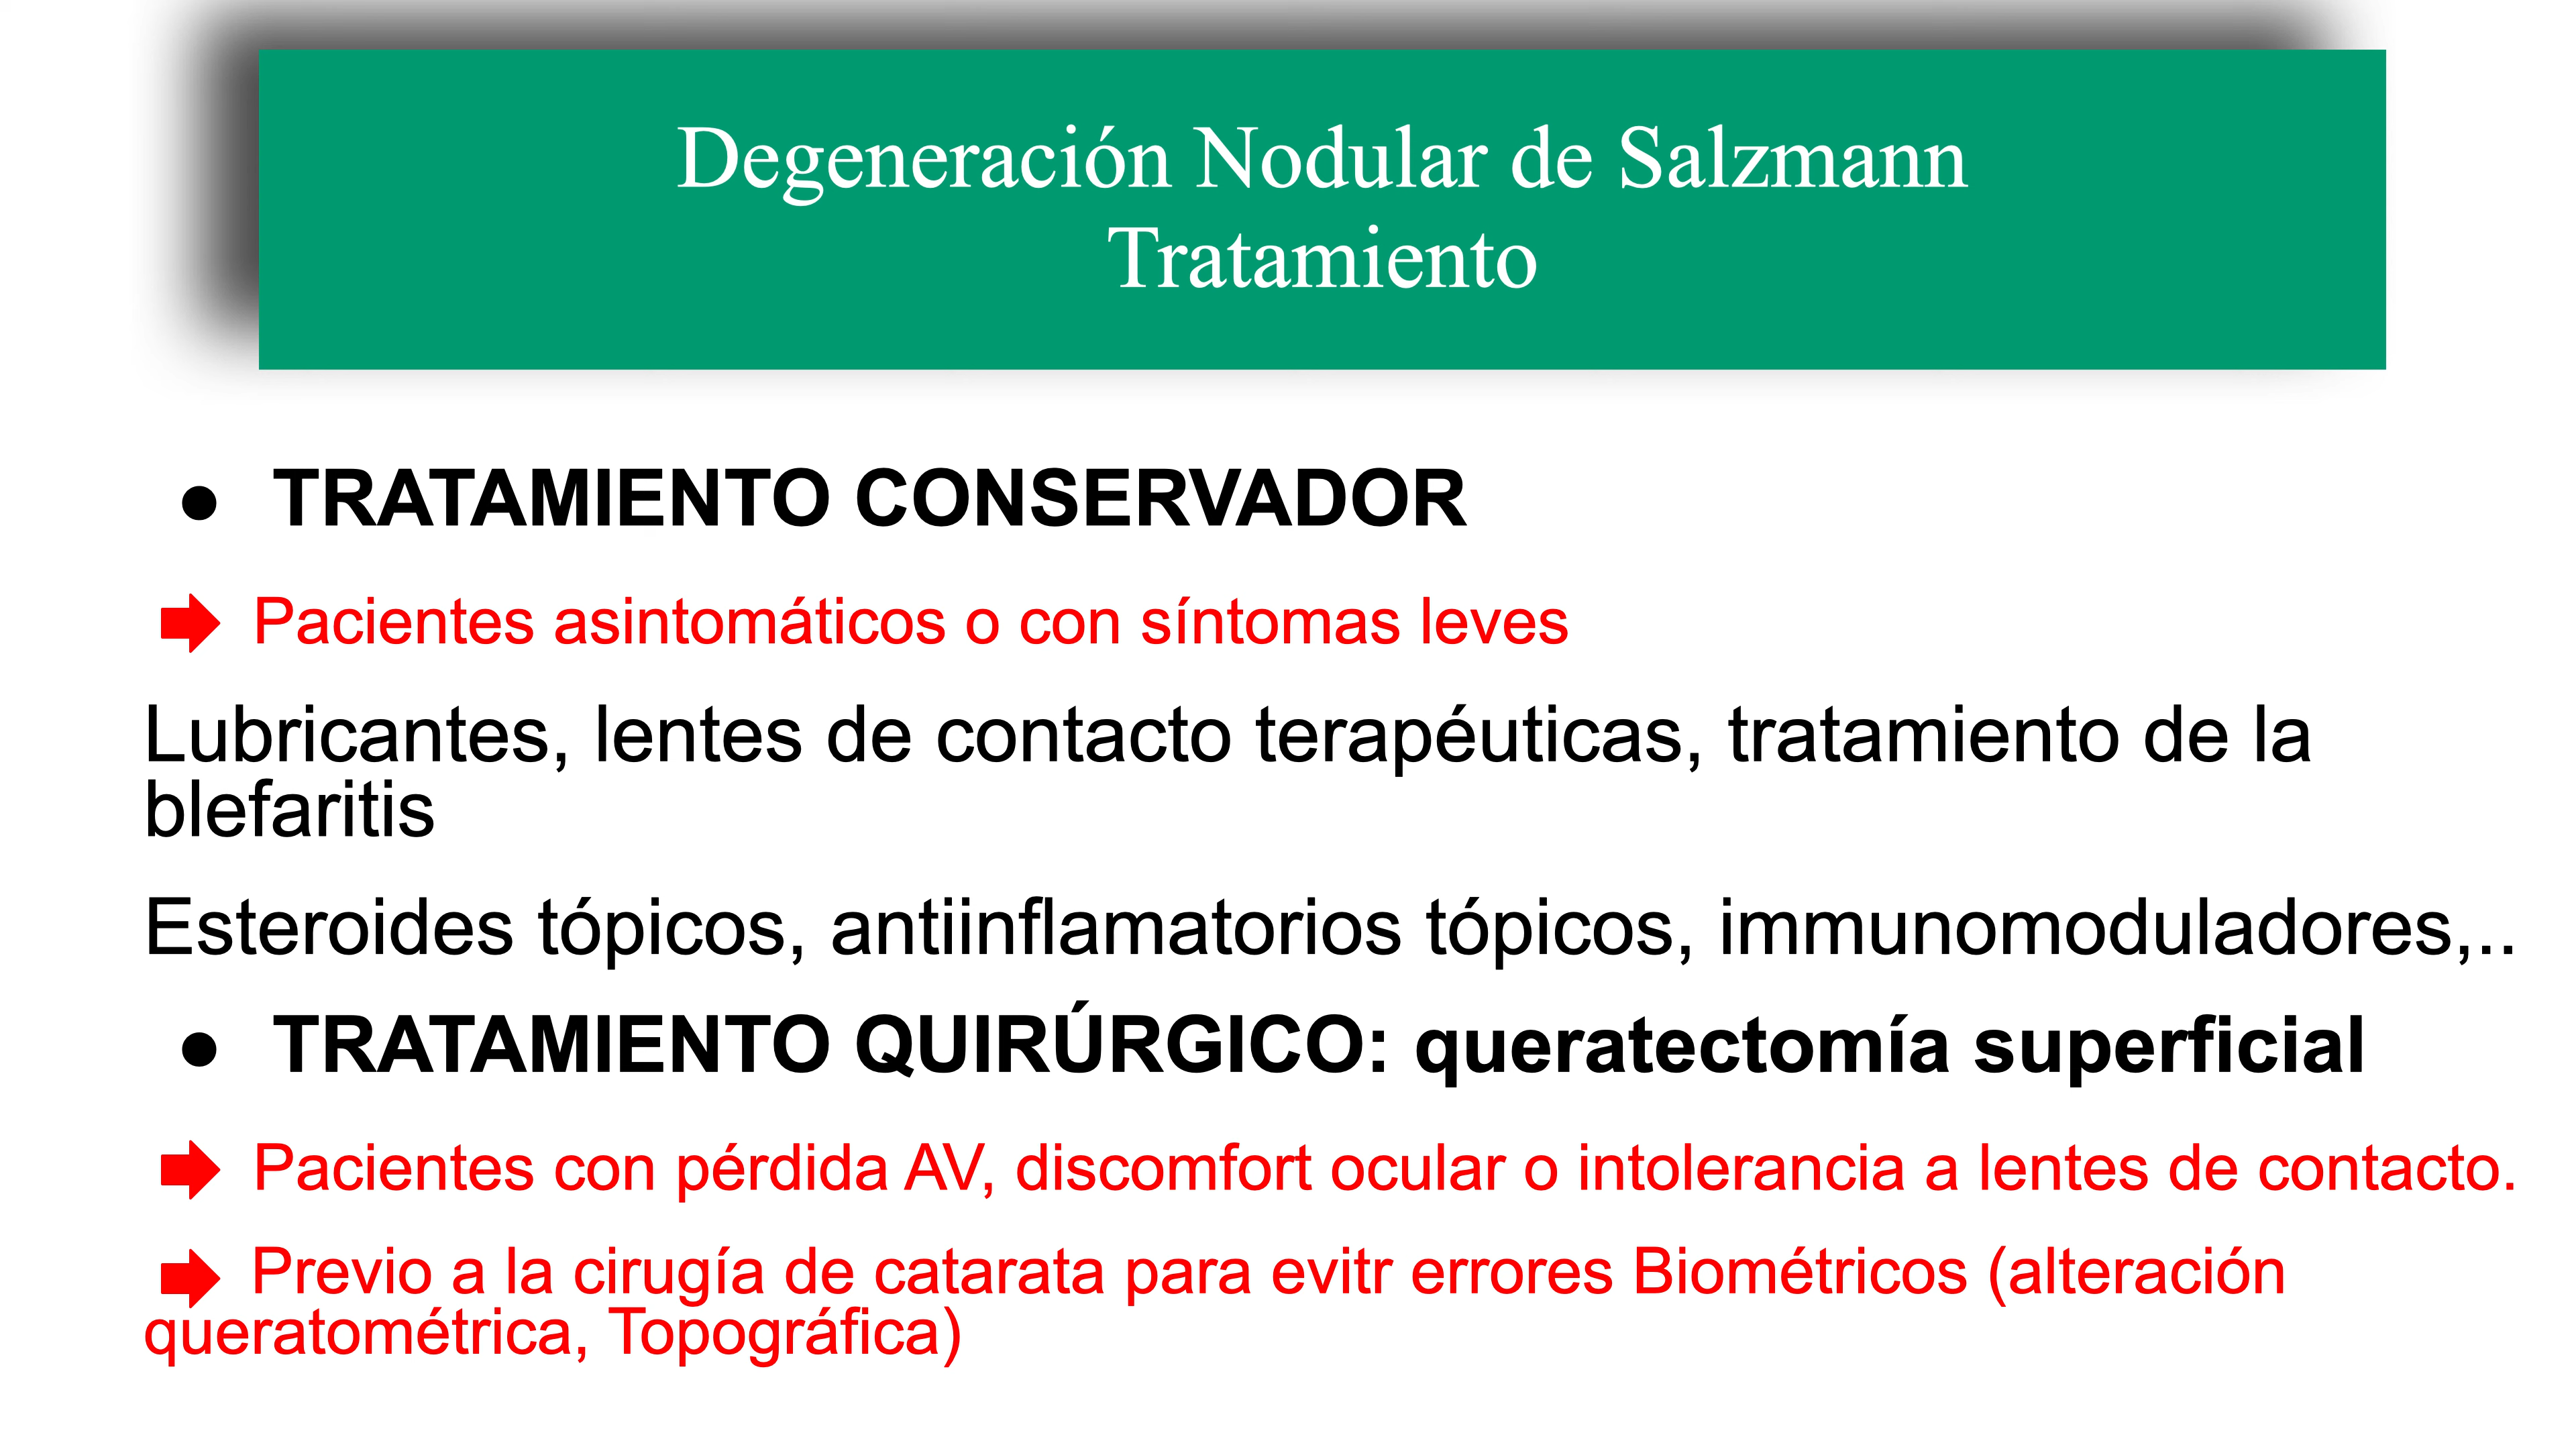 Degeneración Nodular de Salzmann
Tratamiento
● TRATAMIENTO CONSERVADOR
Pacientes asintomáticos o con síntomas leves
Lubricantes, lentes de contacto terapéuticas, tratamiento de la
blefaritis
Esteroides tópicos, antiinflamatorios tópicos, immunomoduladores,..
● TRATAMIENTO QUIRÚRGICO: queratectomía superficial
Pacientes con pérdida AV, discomfort ocular o intolerancia a lentes de contacto.
Previo a la cirugía de catarata para evitr errores Biométricos (alteración
queratométrica, Topográfica)